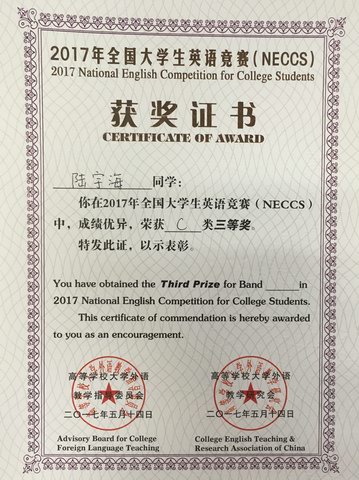 2017年全国大学生英语竞赛(NECCS)
2017 National English Competition for College Students
获奖证书
CERTIFICATE OF AWARD
陆宇海 同学:
你在2017年全国大学生英语竞赛(NECCS)
中,成绩优异,荣获 C 类三等奖。
特发此证,以示表彰。
You have obtained the Third Prize for Band ______ in
2017 National English Competition for College Students.
This certificate of commendation is hereby awarded
to you as an encouragement.
高等学校大学外语
教学指导委员会
二〇一七年五月十四日
Advisory Board for College
Foreign Language Teaching
高等学校大学外语
教学研究会
二〇一七年五月十四日
College English Teaching &
Research Association of China